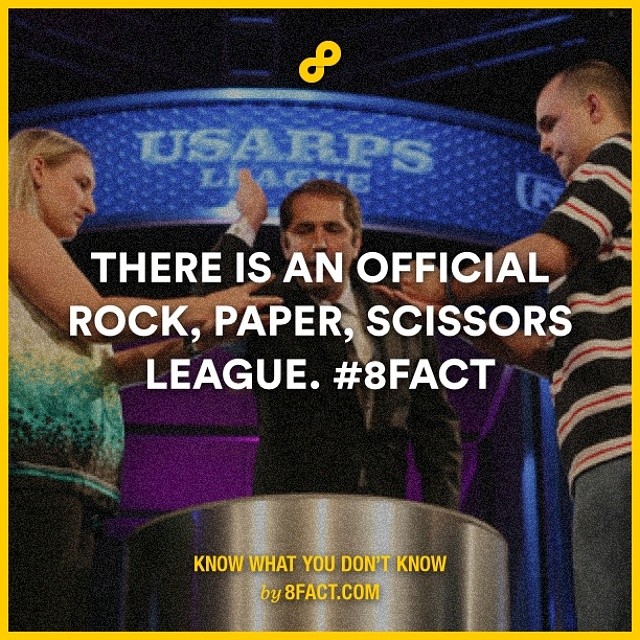 USARPS
LEAGUE
THERE IS AN OFFICIAL
ROCK, PAPER, SCISSORS
LEAGUE. #8FACT
KNOW WHAT YOU DON'T KNOW
by 8FACT.COM